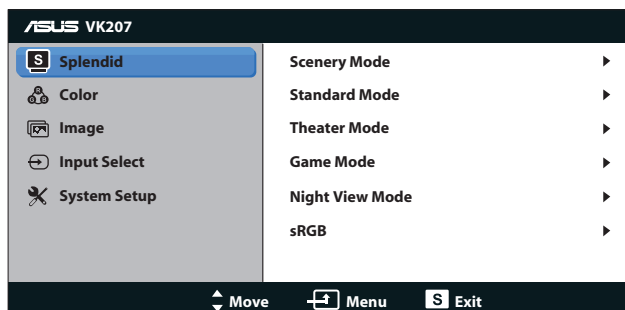 ASUS VK207
S Splendid
Color
Image
Input Select
System Setup
Scenery Mode
Standard Mode
Theater Mode
Game Mode
Night View Mode
sRGB
Move Menu S Exit